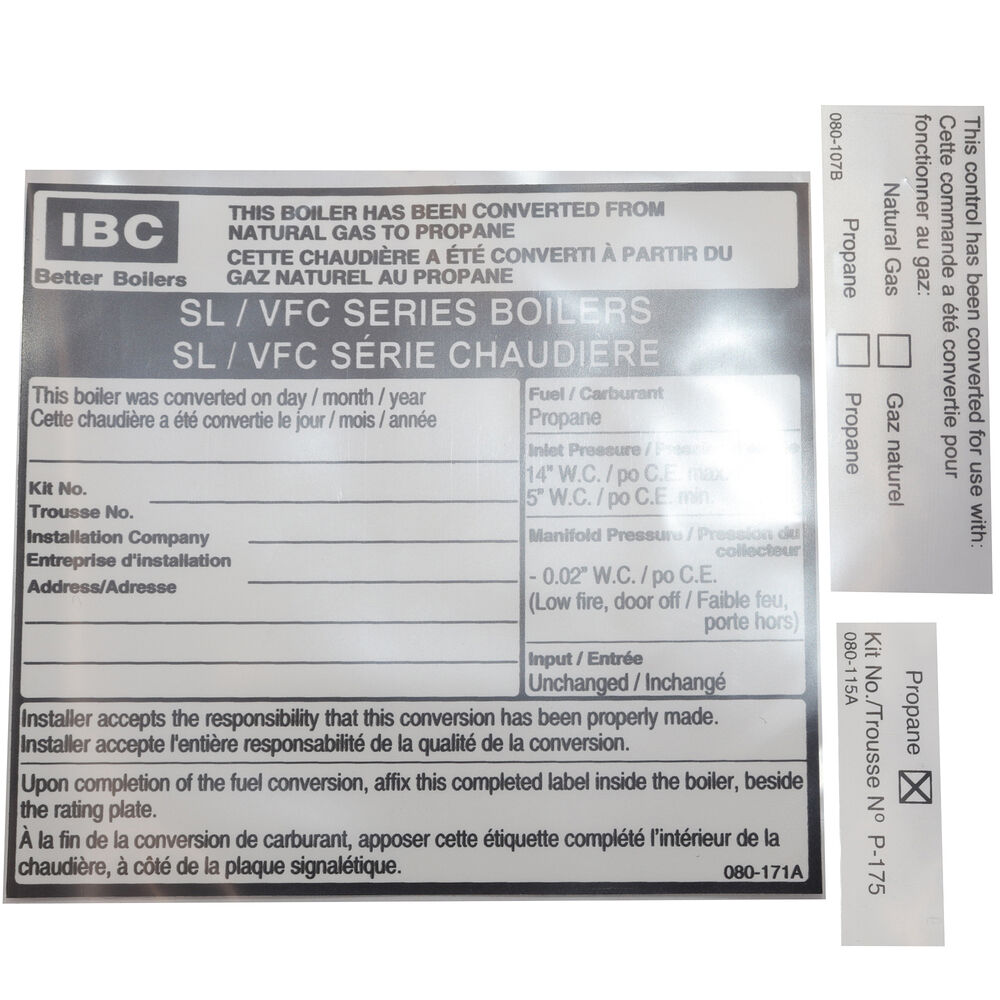 IBC
Better Boilers
THIS BOILER HAS BEEN CONVERTED FROM
NATURAL GAS TO PROPANE
CETTE CHAUDIÈRE A ÉTÉ CONVERTI À PARTIR DU
GAZ NATUREL AU PROPANE
SL / VFC SERIES BOILERS
SL / VFC SÉRIE CHAUDIÈRE
This boiler was converted on day / month / year
Cette chaudière a été convertie le jour / mois / année
Kit No.
Trousse No.
Installation Company
Entreprise d'installation
Address/Adresse
Fuel / Carburant
Propane
Inlet Pressure /
14" W.C. / po C.E. max.
5" W.C. / po C.E. min.
Manifold Pressure / Pression du
collecteur
- 0.02" W.C. / po C.E.
(Low fire, door off / Faible feu,
porte hors)
Input / Entrée
Unchanged / Inchangé
Installer accepts the responsibility that this conversion has been properly made.
Installer accepte l'entière responsabilité de la qualité de la conversion.
Upon completion of the fuel conversion, affix this completed label inside the boiler, beside
the rating plate.
À la fin de la conversion de carburant, apposer cette étiquette complété l'intérieur de la
chaudière, à côté de la plaque signalétique.
080-171A
This control has been converted for use with:
Cette commande a été convertie pour
fonctionner au gaz:
Natural Gas Gaz naturel
Propane Propane
080-107B
Propane
Kit No./Trousse Nº P-175
080-115A